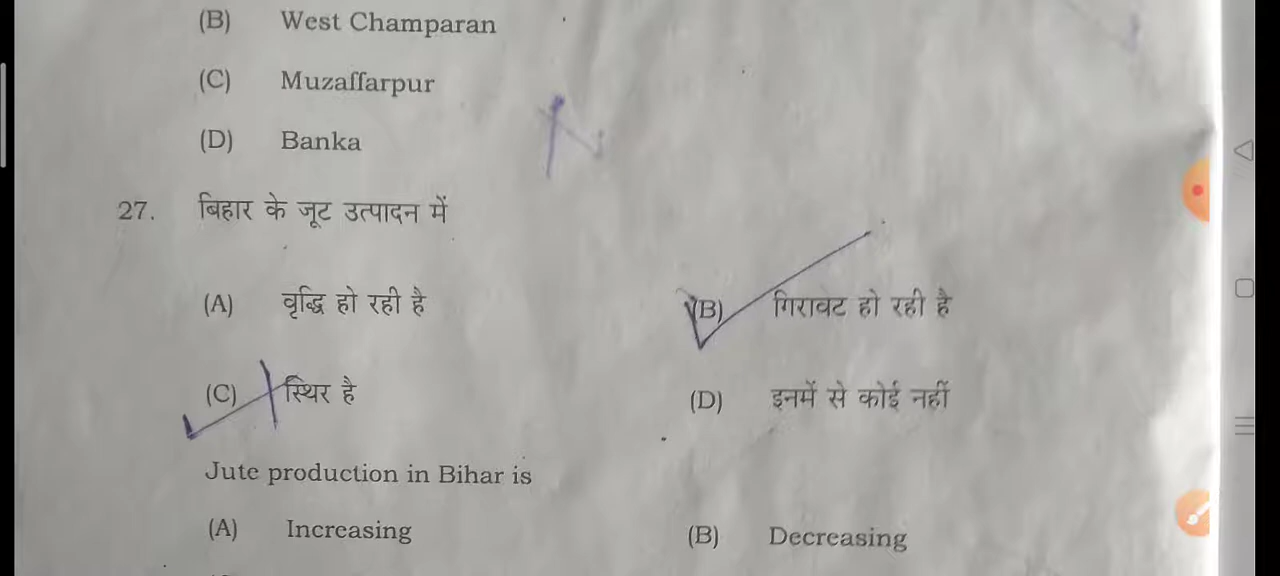 (B) West Champaran
(C) Muzaffarpur
(D) Banka
27. बिहार के जूट उत्पादन में
(A) वृद्धि हो रही है (B) गिरावट हो रही है
(C) स्थिर है (D) इनमें से कोई नहीं
Jute production in Bihar is
(A) Increasing (B) Decreasing